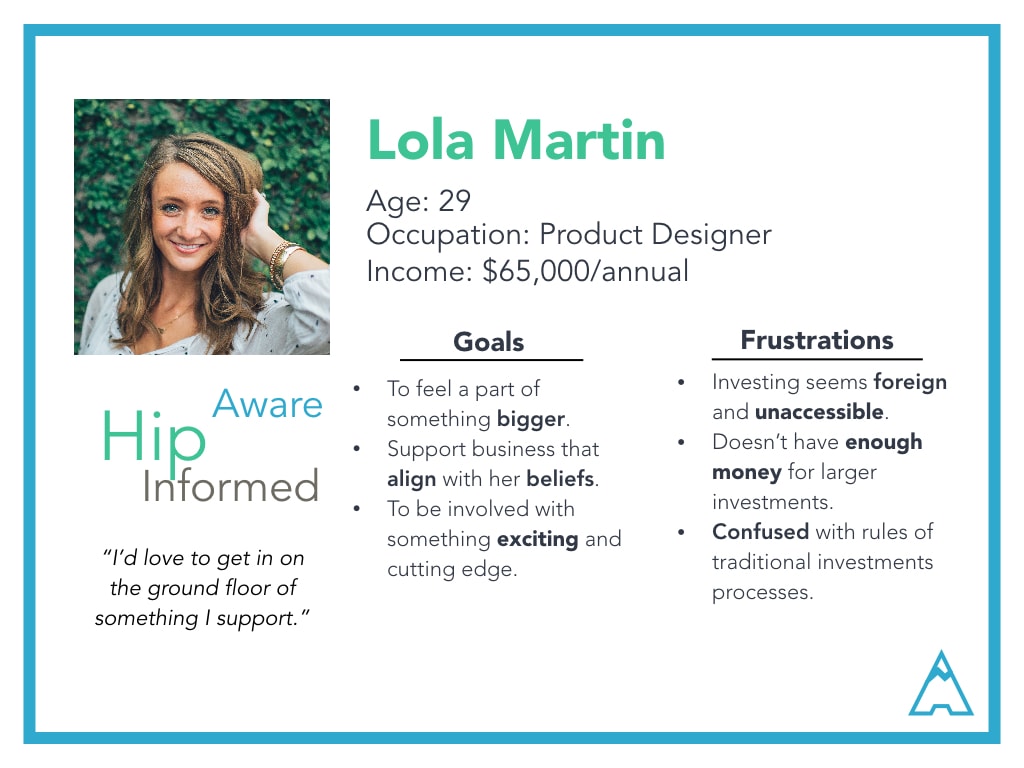 Lola Martin
Age: 29
Occupation: Product Designer
Income: $65,000/annual
Aware
Hip
Informed
“I’d love to get in on
the ground floor of
something I support.”
Goals
• To feel a part of
something bigger.
• Support business that
align with her beliefs.
• To be involved with
something exciting and
cutting edge.
Frustrations
• Investing seems foreign
and unaccessible.
• Doesn’t have enough
money for larger
investments.
• Confused with rules of
traditional investments
processes.